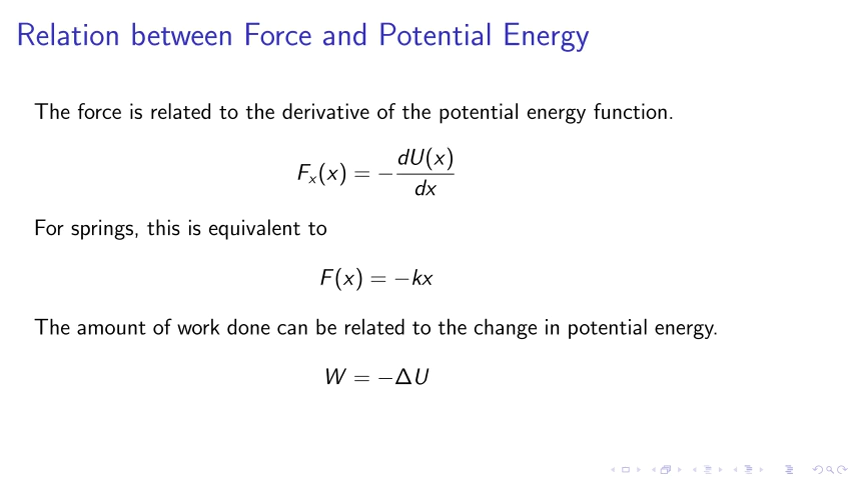 Relation between Force and Potential Energy
The force is related to the derivative of the potential energy function.
Fₓ(x) = −dU(x)/dx
For springs, this is equivalent to
F(x) = −kx
The amount of work done can be related to the change in potential energy.
W = −ΔU